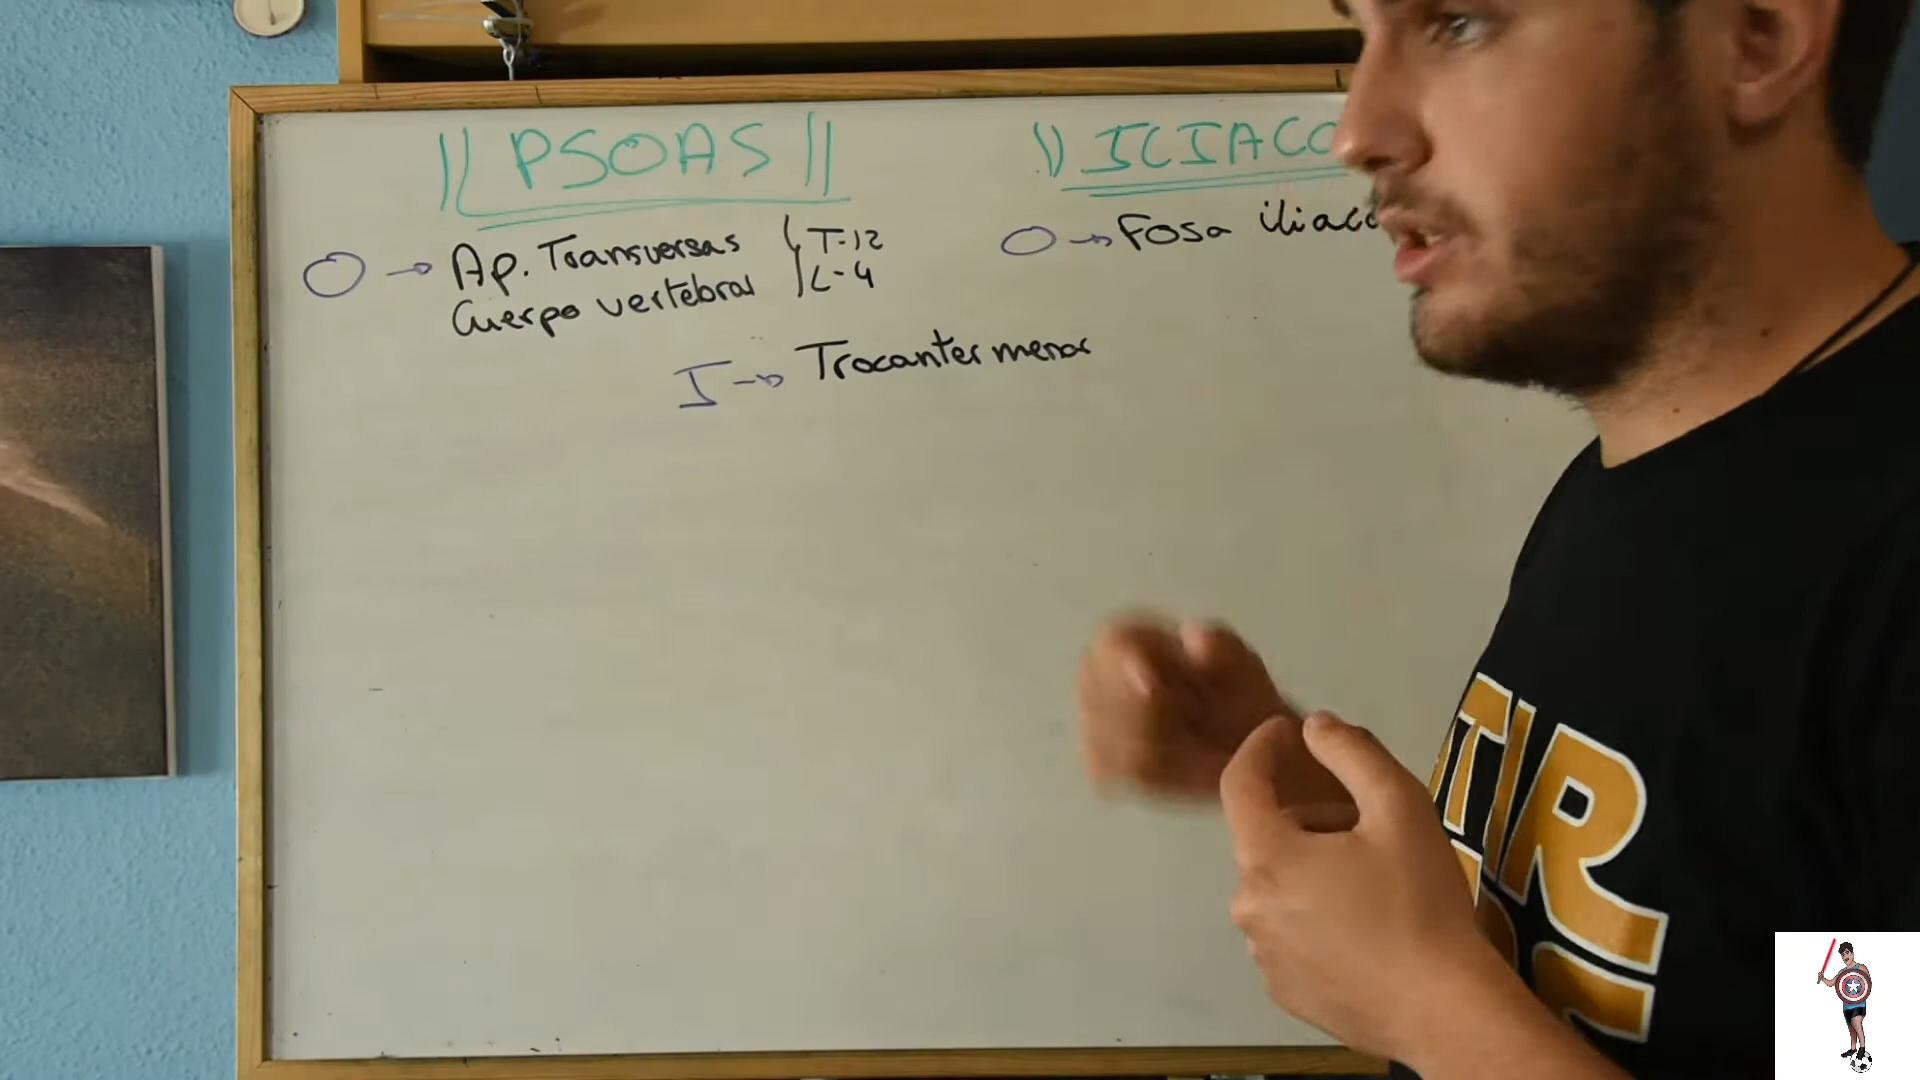 || PSOAS ||
O → Ap. Transversas { T-12
Cuerpo vertebral { L-4
|| ILIACO
O → Fosa iliaca
I → Trocanter menor